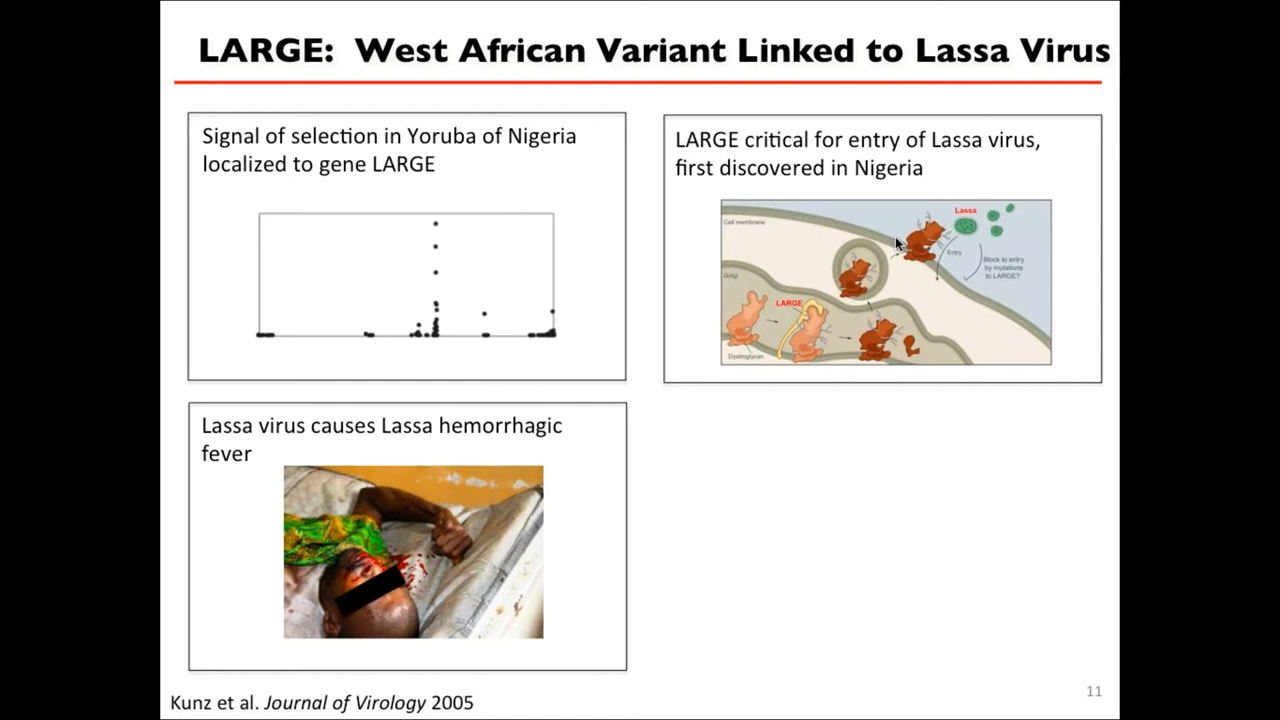 LARGE: West African Variant Linked to Lassa Virus
Signal of selection in Yoruba of Nigeria
localized to gene LARGE
LARGE critical for entry of Lassa virus,
first discovered in Nigeria
Lassa
Cell membrane
Entry
Block to entry
by mutations
to LARGE?
Golgi
LARGE
Dystroglycan
Lassa virus causes Lassa hemorrhagic
fever
Kunz et al. Journal of Virology 2005
11